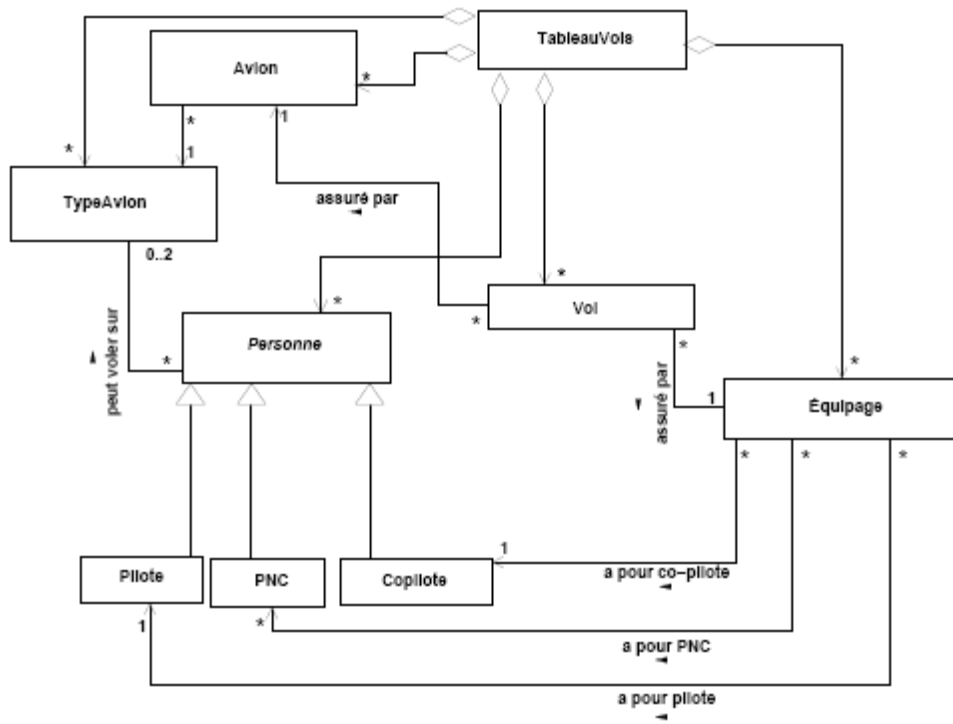 TableauVols
Avion
*
*
1
*
1
TypeAvion
assuré par
0..2
*
*
Vol
*
*
Personne
peut voler sur
*
*
assuré par
1
Équipage
*
*
*
1
Pilote
PNC
Copilote
a pour co-pilote
1
*
a pour PNC
a pour pilote